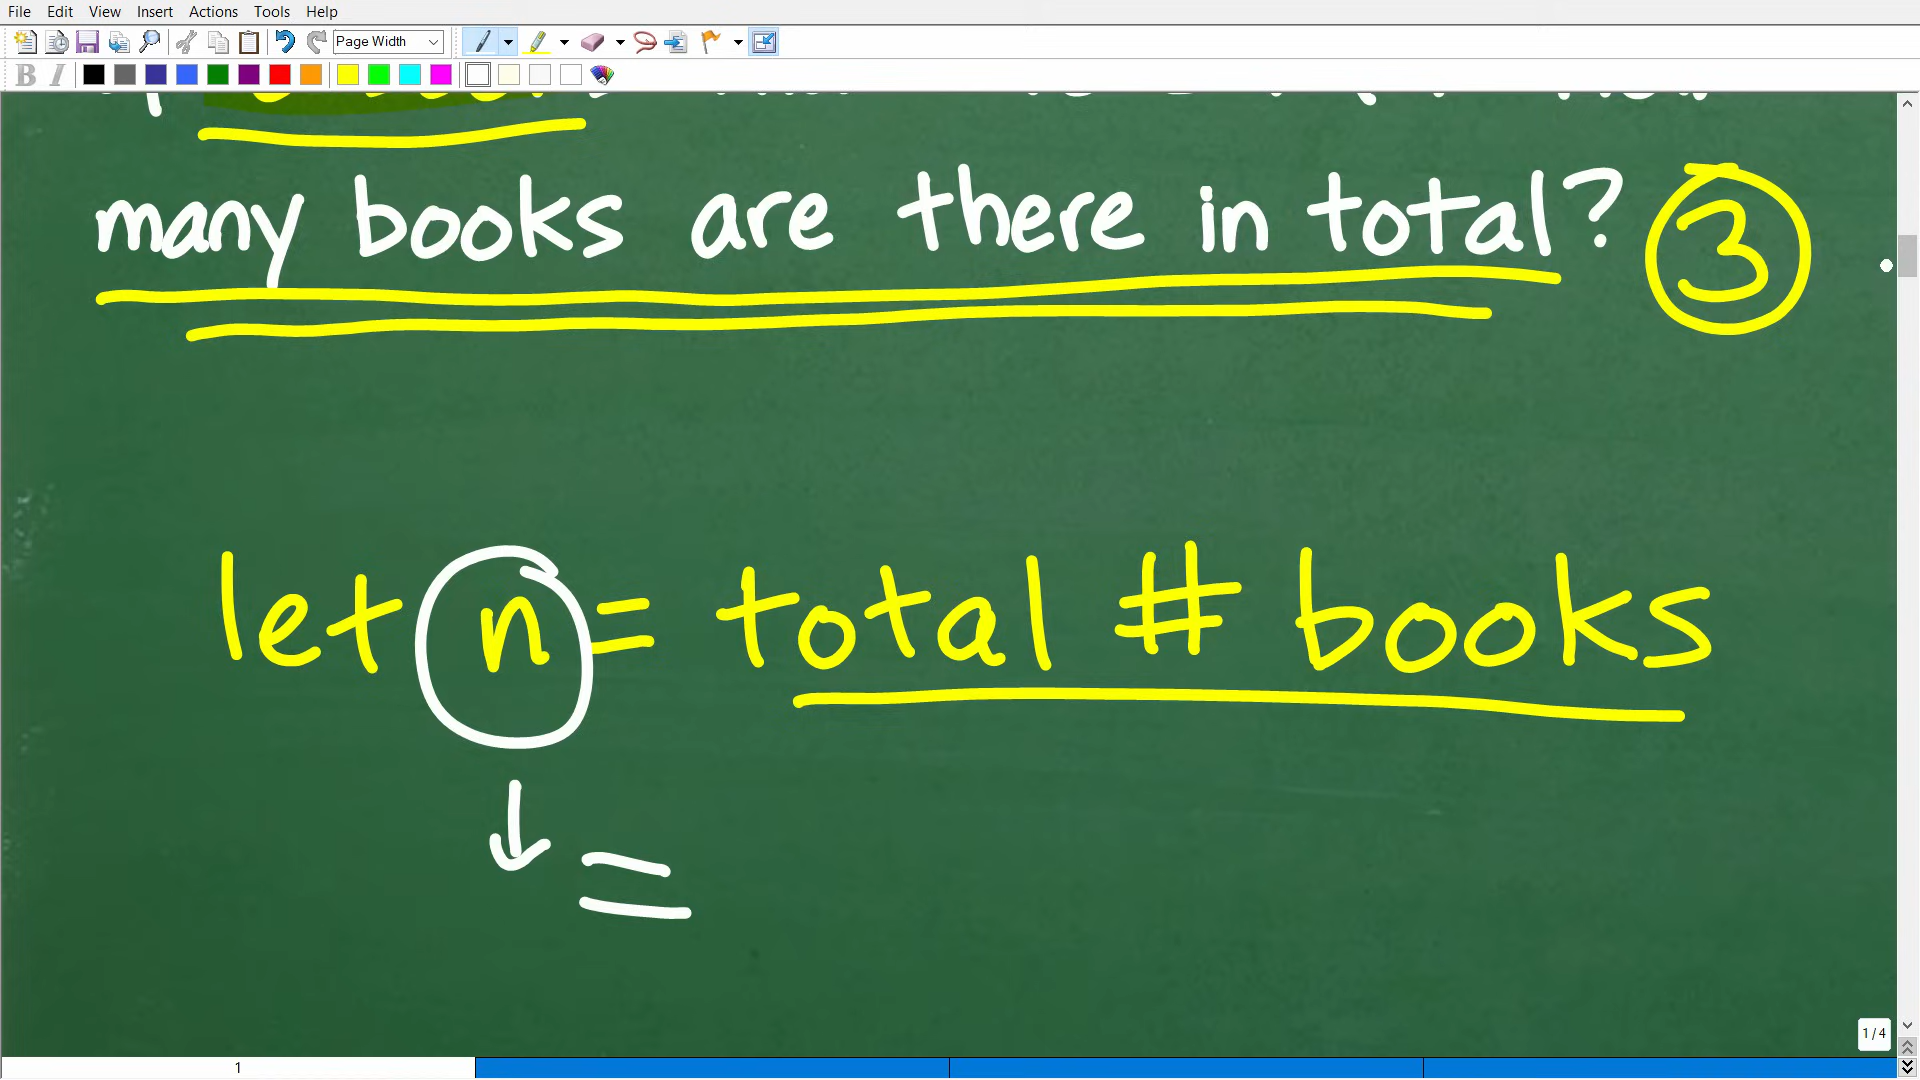 File Edit View Insert Actions Tools Help
Page Width
B I
many books are there in total? 3
let n = total # books
=
1 / 4
1